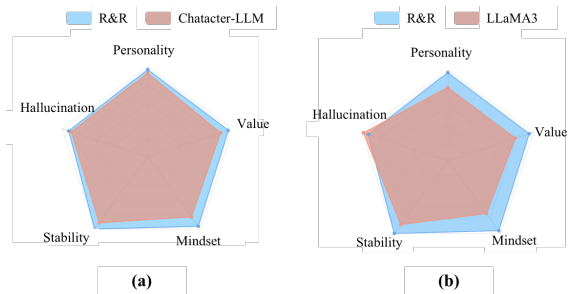 R&R Chatacter-LLM
Personality
Hallucination
Value
Stability
Mindset
(a)
R&R LLaMA3
Personality
Hallucination
Value
Stability
Mindset
(b)